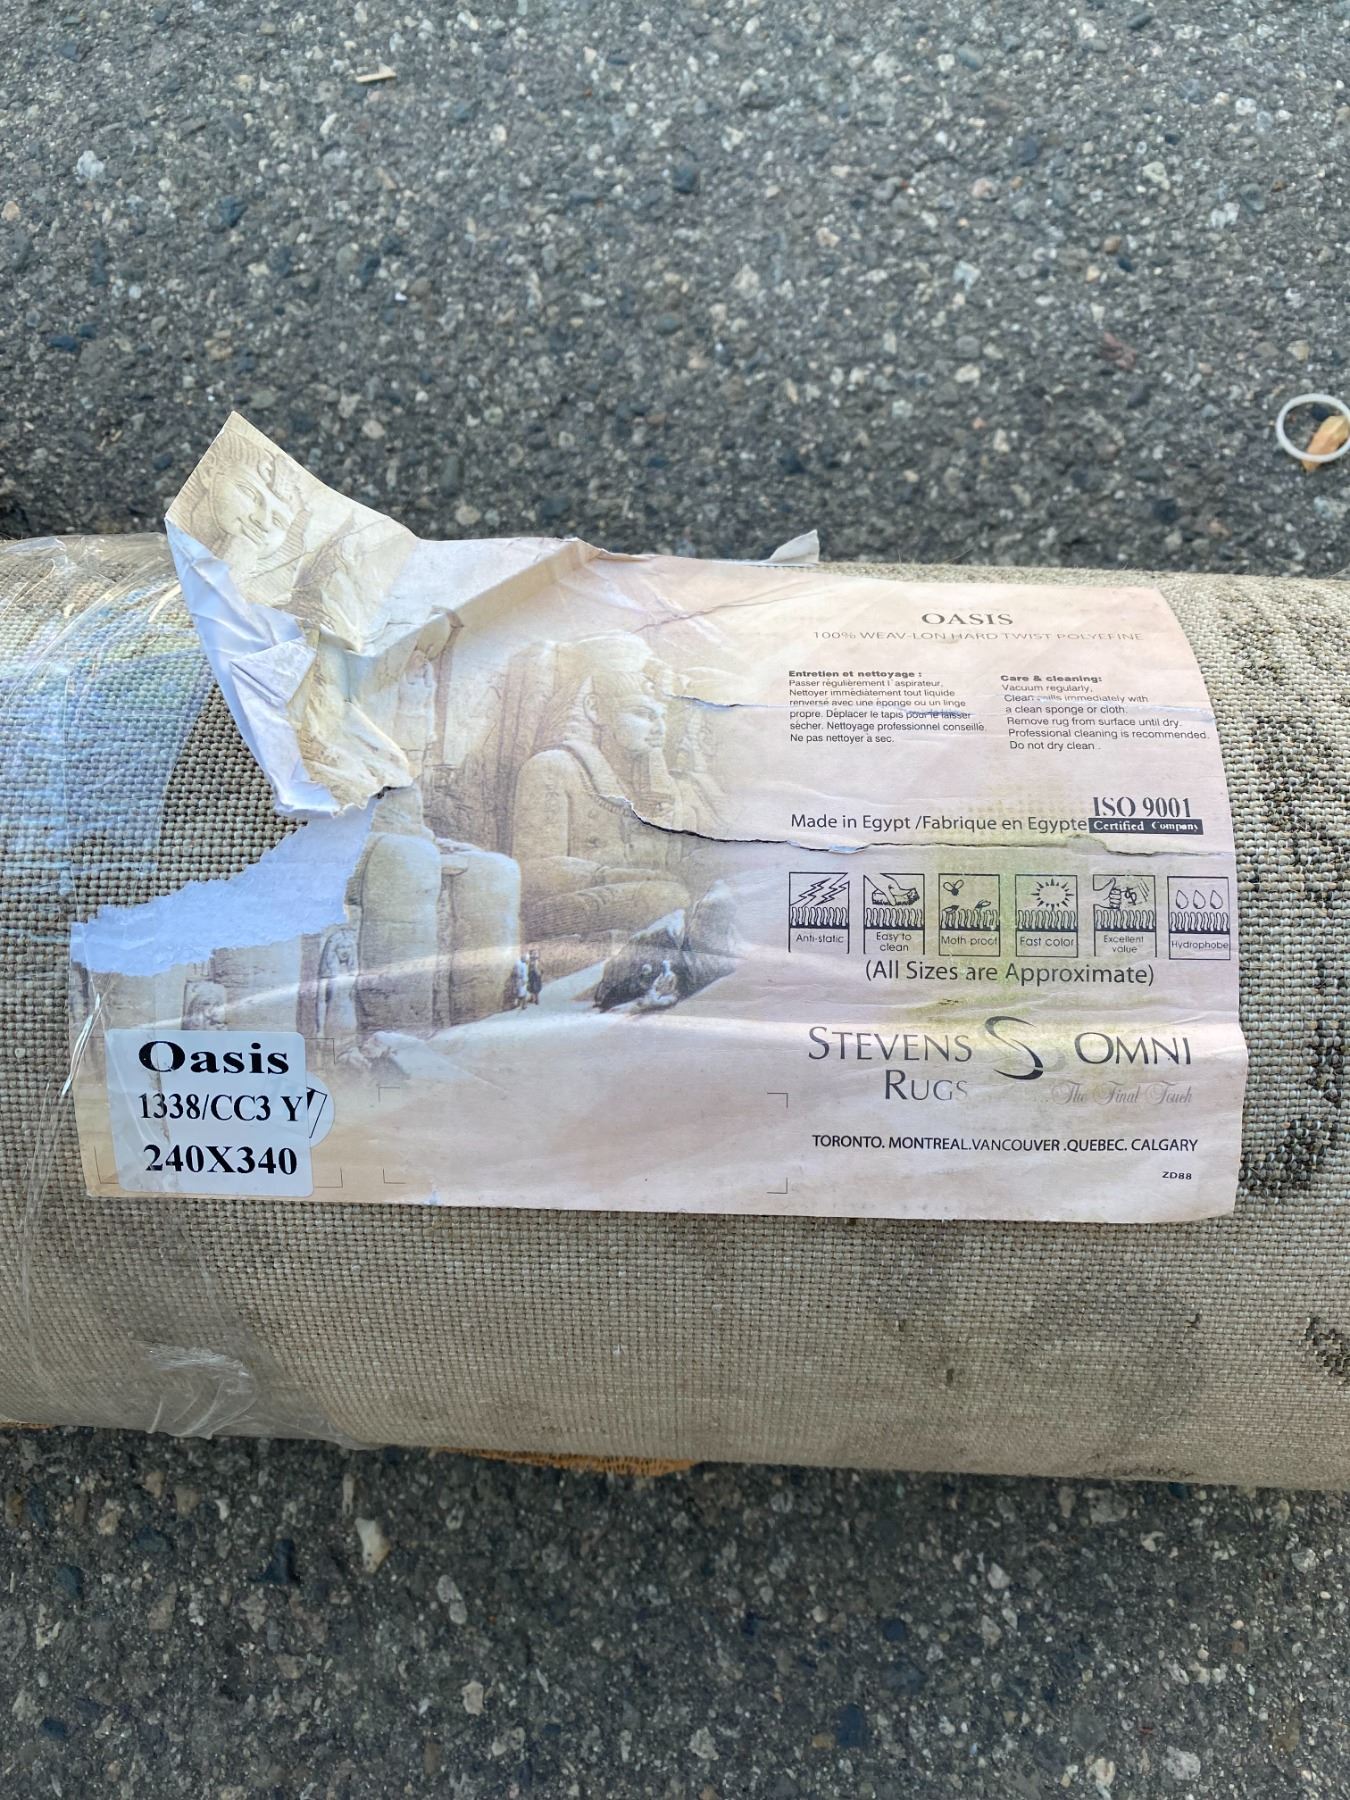 OASIS
100% WEAV-LON HARD TWIST POLYEFINE
Entretien et nettoyage :
Passer régulièrement l'aspirateur,
Nettoyer immédiatement tout liquide
renversé avec une éponge ou un linge
propre. Déplacer le tapis pour le laisser
sécher. Nettoyage professionnel conseillé.
Ne pas nettoyer a sec.
Care & cleaning:
Vacuum regularly,
Clean immediately with
a clean sponge or cloth.
Remove rug from surface until dry.
Professional cleaning is recommended.
Do not dry clean .
Made in Egypt /Fabrique en Egypte
ISO 9001
Certified Company
Anti-static
Easy to
clean
Moth proof
Fast color
Excellent
value
Hydrophobe
(All Sizes are Approximate)
STEVENS OMNI
RUGS
...The Final Touch
TORONTO. MONTREAL.VANCOUVER .QUEBEC. CALGARY
ZD88
Oasis
1338/CC3 Y
240X340